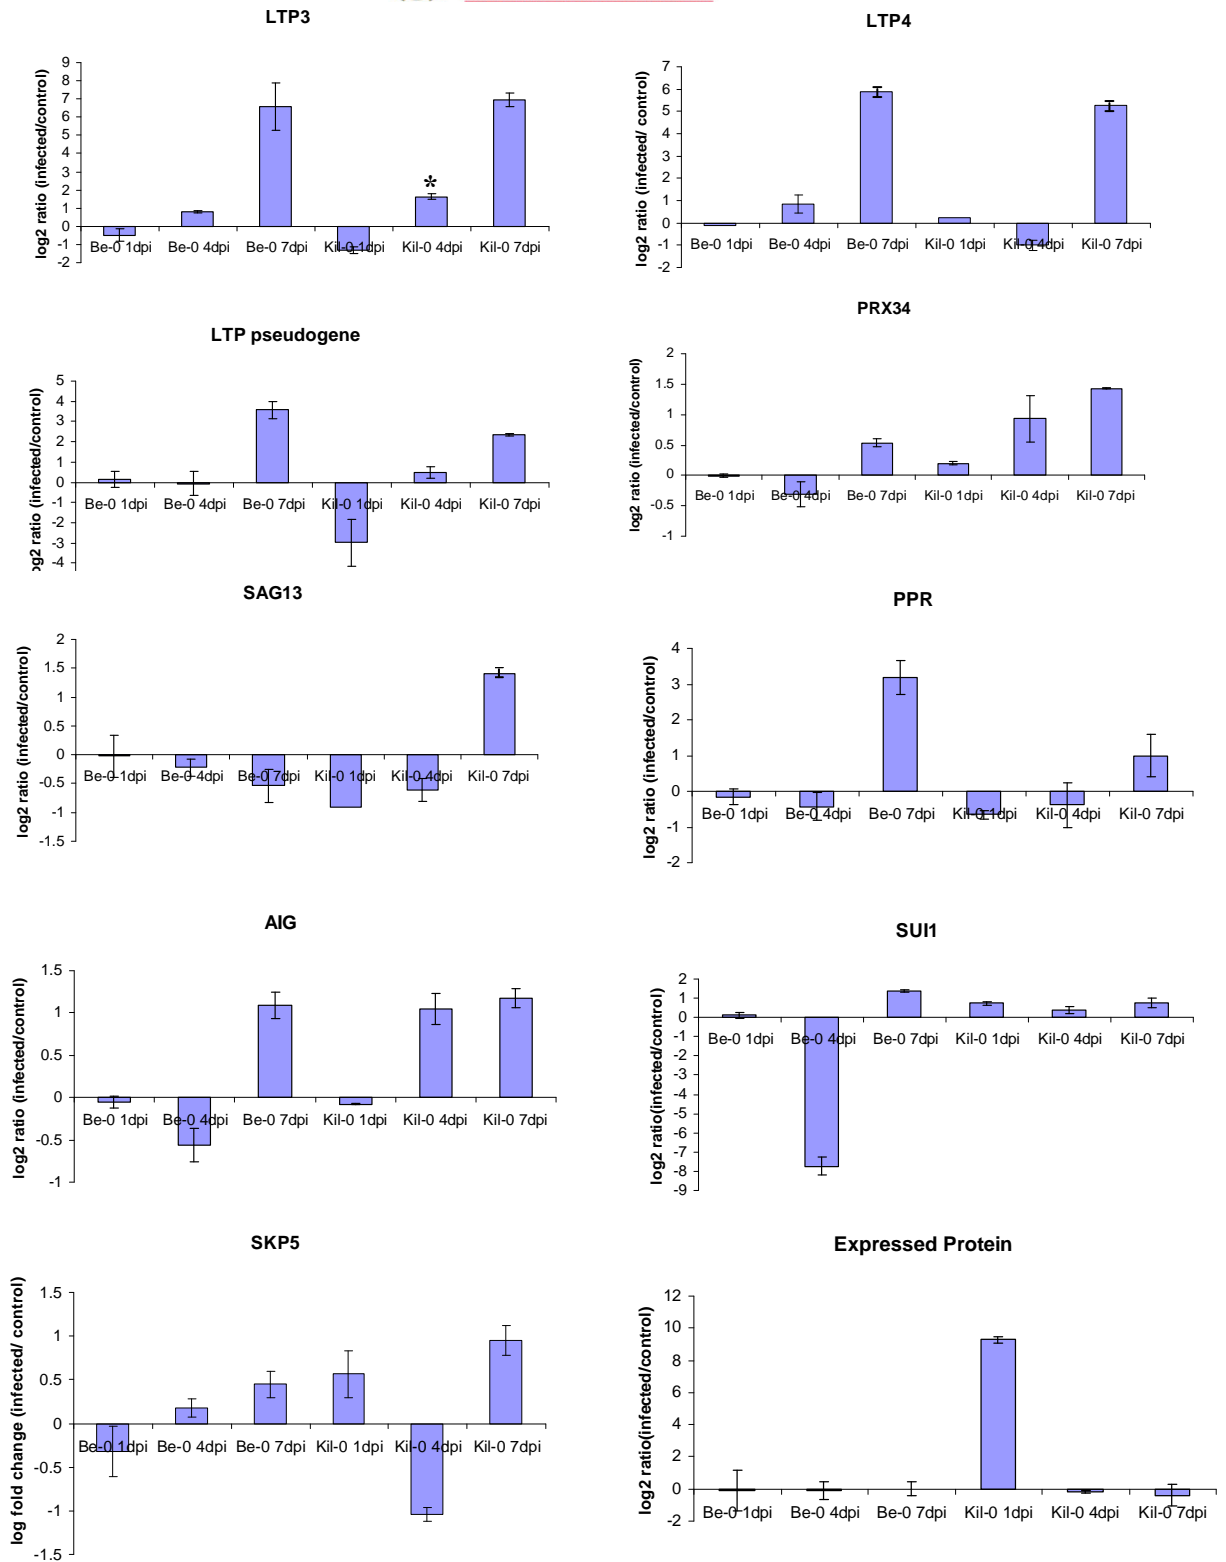 LTP3
log2 ratio (infected/control)
9
8
7
6
5
4
3
2
1
0
-1
-2
*
Be-0 1dpi Be-0 4dpi Be-0 7dpi Kil-0 1dpi Kil-0 4dpi Kil-0 7dpi
LTP4
log2 ratio (infected/ control)
7
6
5
4
3
2
1
0
-1
-2
Be-0 1dpi Be-0 4dpi Be-0 7dpi Kil-0 1dpi Kil-0 4dpi Kil-0 7dpi
LTP pseudogene
og2 ratio (infected/control)
5
4
3
2
1
0
-1
-2
-3
-4
Be-0 1dpi Be-0 4dpi Be-0 7dpi Kil-0 1dpi Kil-0 4dpi Kil-0 7dpi
PRX34
log2 ratio (infected/control)
2
1.5
1
0.5
0
-0.5
-1
Be-0 1dpi Be-0 4dpi Be-0 7dpi Kil-0 1dpi Kil-0 4dpi Kil-0 7dpi
SAG13
log2 ratio (infected/control)
2
1.5
1
0.5
0
-0.5
-1
-1.5
Be-0 1dpi Be-0 4dpi Be-0 7dpi Kil-0 1dpi Kil-0 4dpi Kil-0 7dpi
PPR
log2 ratio (infected/control)
4
3
2
1
0
-1
-2
Be-0 1dpi Be-0 4dpi Be-0 7dpi Kil-0 1dpi Kil-0 4dpi Kil-0 7dpi
AIG
log2 ratio (infected/control)
1.5
1
0.5
0
-0.5
-1
Be-0 1dpi Be-0 4dpi Be-0 7dpi Kil-0 1dpi Kil-0 4dpi Kil-0 7dpi
SUI1
log2 ratio(infected/control)
2
1
0
-1
-2
-3
-4
-5
-6
-7
-8
-9
Be-0 1dpi Be-0 4dpi Be-0 7dpi Kil-0 1dpi Kil-0 4dpi Kil-0 7dpi
SKP5
log fold change (infected/ control)
1.5
1
0.5
0
-0.5
-1
-1.5
Be-0 1dpi Be-0 4dpi Be-0 7dpi Kil-0 1dpi Kil-0 4dpi Kil-0 7dpi
Expressed Protein
log2 ratio(infected/control)
12
10
8
6
4
2
0
-2
Be-0 1dpi Be-0 4dpi Be-0 7dpi Kil-0 1dpi Kil-0 4dpi Kil-0 7dpi